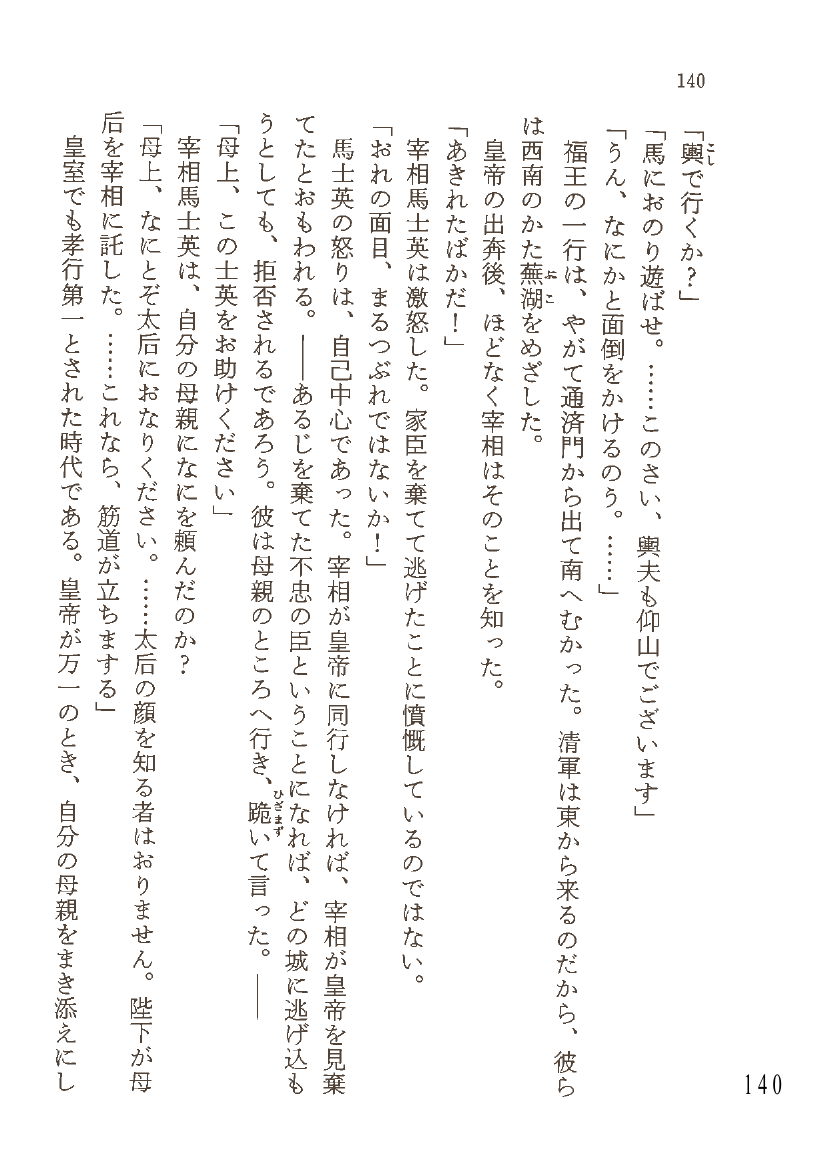 140
「輿で行くか？」
「馬におのり遊ばせ。……このさい、輿夫も仰山でございます」
「うん、なにかと面倒をかけるのう。……」
　福王の一行は、やがて通済門から出て南へむかった。清軍は東から来るのだから、彼ら
は西南のかた蕪湖をめざした。
　皇帝の出奔後、ほどなく宰相はそのことを知った。
「あきれたばかだ！」
　宰相馬士英は激怒した。家臣を棄てて逃げたことに憤慨しているのではない。
「おれの面目、まるつぶれではないか！」
　馬士英の怒りは、自己中心であった。宰相が皇帝に同行しなければ、宰相が皇帝を見棄
てたとおもわれる。――あるじを棄てた不忠の臣ということになれば、どの城に逃げ込も
うとしても、拒否されるであろう。彼は母親のところへ行き、跪いて言った。――
「母上、この士英をお助けください」
　宰相馬士英は、自分の母親になにを頼んだのか？
「母上、なにとぞ太后におなりください。……太后の顔を知る者はおりません。陛下が母
后を宰相に託した。……これなら、筋道が立ちまする」
　皇室でも孝行第一とされた時代である。皇帝が万一のとき、自分の母親をまき添えにし
140